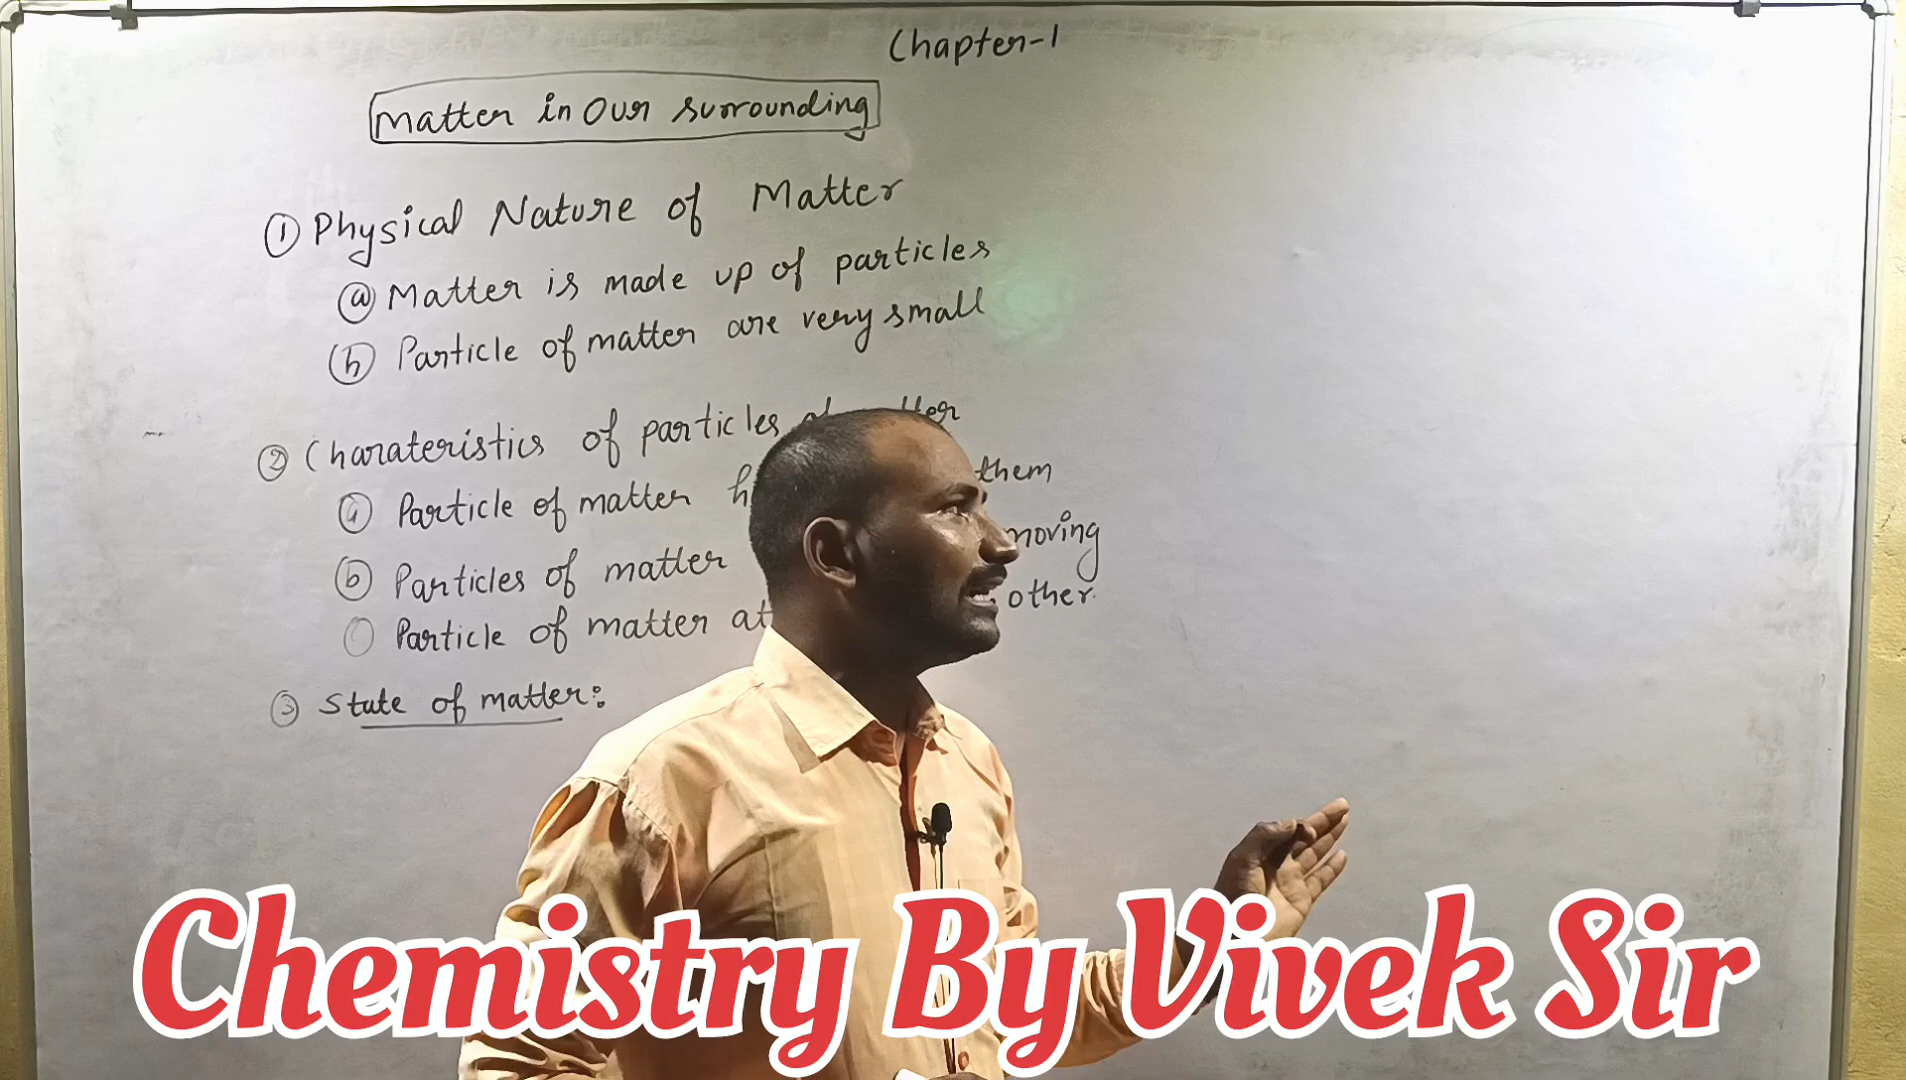 Chapter-1
Matter in Our surrounding
① Physical Nature of Matter
ⓐ Matter is made up of particles
ⓑ Particle of matter are very small
② Charateristics of particles
ⓐ Particle of matter them
ⓑ Particles of matter moving
Particle of matter other.
③ State of matter:
Chemistry By Vivek Sir